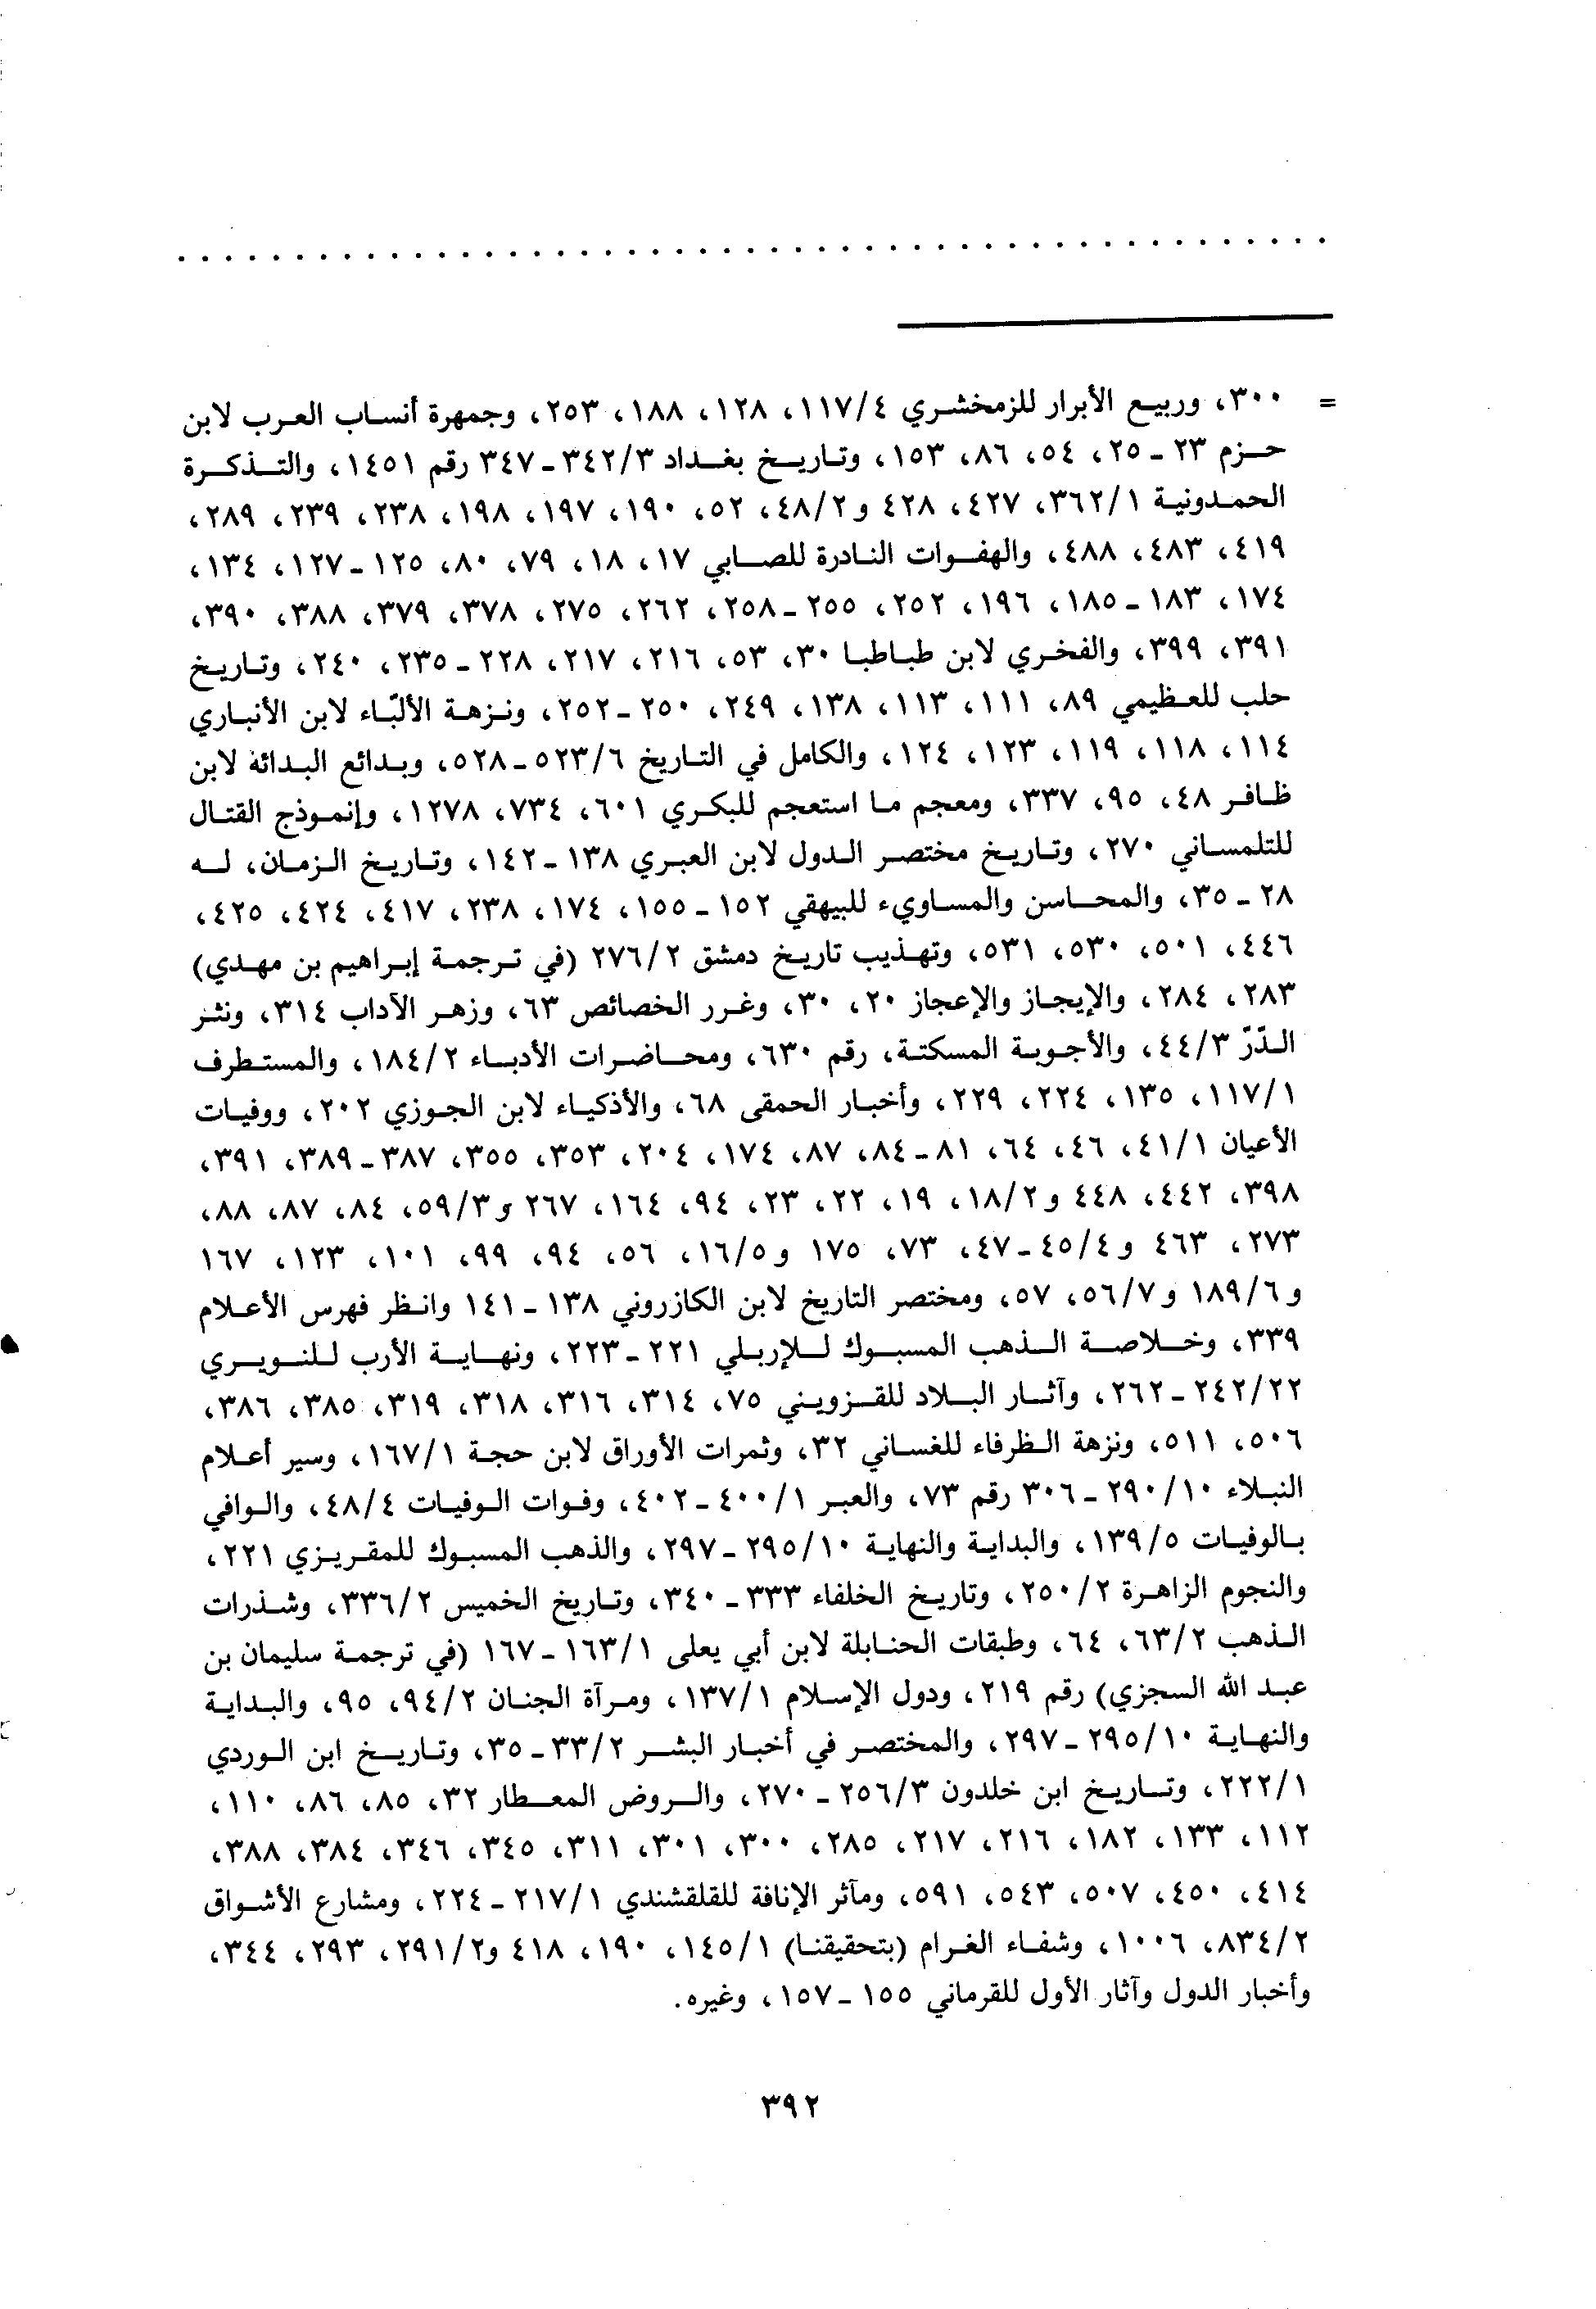 = ٣٠٠، وربيع الأبرار للزمخشري ١١٧/٤، ١٢٨، ١٨٨، ٢٥٣، وجمهرة أنساب العرب لابن
حزم ٢٣ - ٢٥، ٥٤، ٨٦، ١٥٣، وتاريخ بغداد ٣٤٢/٣ - ٣٤٧ رقم ١٤٥١، والتذكرة
الحمدونية ٣٦٢/١، ٤٢٧، ٤٢٨ و٤٨/٢، ٥٢، ١٩٠، ١٩٧، ١٩٨، ٢٣٨، ٢٣٩، ٢٨٩،
٤١٩، ٤٨٣، ٤٨٨، والهفوات النادرة للصابي ١٧، ١٨، ٧٩، ٨٠، ١٢٥ - ١٢٧، ١٣٤،
١٧٤، ١٨٣ - ١٨٥، ١٩٦، ٢٥٢، ٢٥٥ - ٢٥٨، ٢٦٢، ٢٧٥، ٣٧٨، ٣٧٩، ٣٨٨، ٣٩٠،
٣٩١، ٣٩٩، والفخري لابن طباطبا ٣٠، ٥٣، ٢١٦، ٢١٧، ٢٢٨ - ٢٣٥، ٢٤٠، وتاريخ
حلب للعظيمي ٨٩، ١١١، ١١٣، ١٣٨، ٢٤٩، ٢٥٠ - ٢٥٢، ونزهة الألبّاء لابن الأنباري
١١٤، ١١٨، ١١٩، ١٢٣، ١٢٤، والكامل في التاريخ ٥٢٣/٦ - ٥٢٨، وبدائع البدائه لابن
ظافر ٤٨، ٩٥، ٣٣٧، ومعجم ما استعجم للبكري ٦٠١، ٧٣٤، ١٢٧٨، وإنموذج القتال
للتلمساني ٢٧٠، وتاريخ مختصر الدول لابن العبري ١٣٨ - ١٤٢، وتاريخ الزمان، له
٢٨ - ٣٥، والمحاسن والمساويء للبيهقي ١٥٢ - ١٥٥، ١٧٤، ٢٣٨، ٤١٧، ٤٢٤، ٤٢٥،
٤٤٦، ٥٠١، ٥٣٠، ٥٣١، وتهذيب تاريخ دمشق ٢٧٦/٢ (في ترجمة إبراهيم بن مهدي)
٢٨٣، ٢٨٤، والإيجاز والإعجاز ٢٠، ٣٠، وغرر الخصائص ٦٣، وزهر الآداب ٣١٤، ونثر
الدّرّ ٤٤/٣، والأجوبة المسكتة، رقم ٦٣٠، ومحاضرات الأدباء ١٨٤/٢، والمستطرف
١١٧/١، ١٣٥، ٢٢٤، ٢٢٩، وأخبار الحمقى ٦٨، والأذكياء لابن الجوزي ٢٠٢، ووفيات
الأعيان ٤١/١، ٤٦، ٦٤، ٨١ - ٨٤، ٨٧، ١٧٤، ٢٠٤، ٣٥٣، ٣٥٥، ٣٨٧ - ٣٨٩، ٣٩١،
٣٩٨، ٤٤٢، ٤٤٨ و١٨/٢، ١٩، ٢٢، ٢٣، ٩٤، ١٦٤، ٢٦٧ و٥٩/٣، ٨٤، ٨٧، ٨٨،
٢٧٣، ٤٦٣ و٤٥/٤ - ٤٧، ٧٣، ١٧٥ و١٦/٥، ٥٦، ٩٤، ٩٩، ١٠١، ١٢٣، ١٦٧
و١٨٩/٦ و٥٦/٧، ٥٧، ومختصر التاريخ لابن الكازروني ١٣٨ - ١٤١ وانظر فهرس الأعلام
٣٣٩، وخلاصة الذهب المسبوك للإربلي ٢٢١ - ٢٢٣، ونهاية الأرب للنويري
٢٤٢/٢٢ - ٢٦٢، وآثار البلاد للقزويني ٧٥، ٣١٤، ٣١٦، ٣١٨، ٣١٩، ٣٨٥، ٣٨٦،
٥٠٦، ٥١١، ونزهة الظرفاء للغساني ٣٢، وثمرات الأوراق لابن حجة ١٦٧/١، وسير أعلام
النبلاء ٢٩٠/١٠ - ٣٠٦ رقم ٧٣، والعبر ٤٠٠/١ - ٤٠٢، وفوات الوفيات ٤٨/٤، والوافي
بالوفيات ١٣٩/٥، والبداية والنهاية ٢٩٥/١٠ - ٢٩٧، والذهب المسبوك للمقريزي ٢٢١،
والنجوم الزاهرة ٢٥٠/٢، وتاريخ الخلفاء ٣٣٣ - ٣٤٠، وتاريخ الخميس ٣٣٦/٢، وشذرات
الذهب ٦٣/٢، ٦٤، وطبقات الحنابلة لابن أبي يعلى ١٦٣/١ - ١٦٧ (في ترجمة سليمان بن
عبد الله السجزي) رقم ٢١٩، ودول الإسلام ١٣٧/١، ومرآة الجنان ٩٤/٢، ٩٥، والبداية
والنهاية ٢٩٥/١٠ - ٢٩٧، والمختصر في أخبار البشر ٣٣/٢ - ٣٥، وتاريخ ابن الوردي
٢٢٢/١، وتاريخ ابن خلدون ٢٥٦/٣ - ٢٧٠، والروض المعطار ٣٢، ٨٥، ٨٦، ١١٠،
١١٢، ١٣٣، ١٨٢، ٢١٦، ٢١٧، ٢٨٥، ٣٠٠، ٣٠١، ٣١١، ٣٤٥، ٣٤٦، ٣٨٤، ٣٨٨،
٤١٤، ٤٥٠، ٥٠٧، ٥٤٣، ٥٩١، ومآثر الإنافة للقلقشندي ٢١٧/١ - ٢٢٤، ومشارع الأشواق
٨٣٤/٢، ١٠٠٦، وشفاء الغرام (بتحقيقنا) ١٤٥/١، ١٩٠، ٤١٨ و٢٩١/٢، ٢٩٣، ٣٤٤،
وأخبار الدول وآثار الأول للقرماني ١٥٥ - ١٥٧، وغيره.
٣٩٢